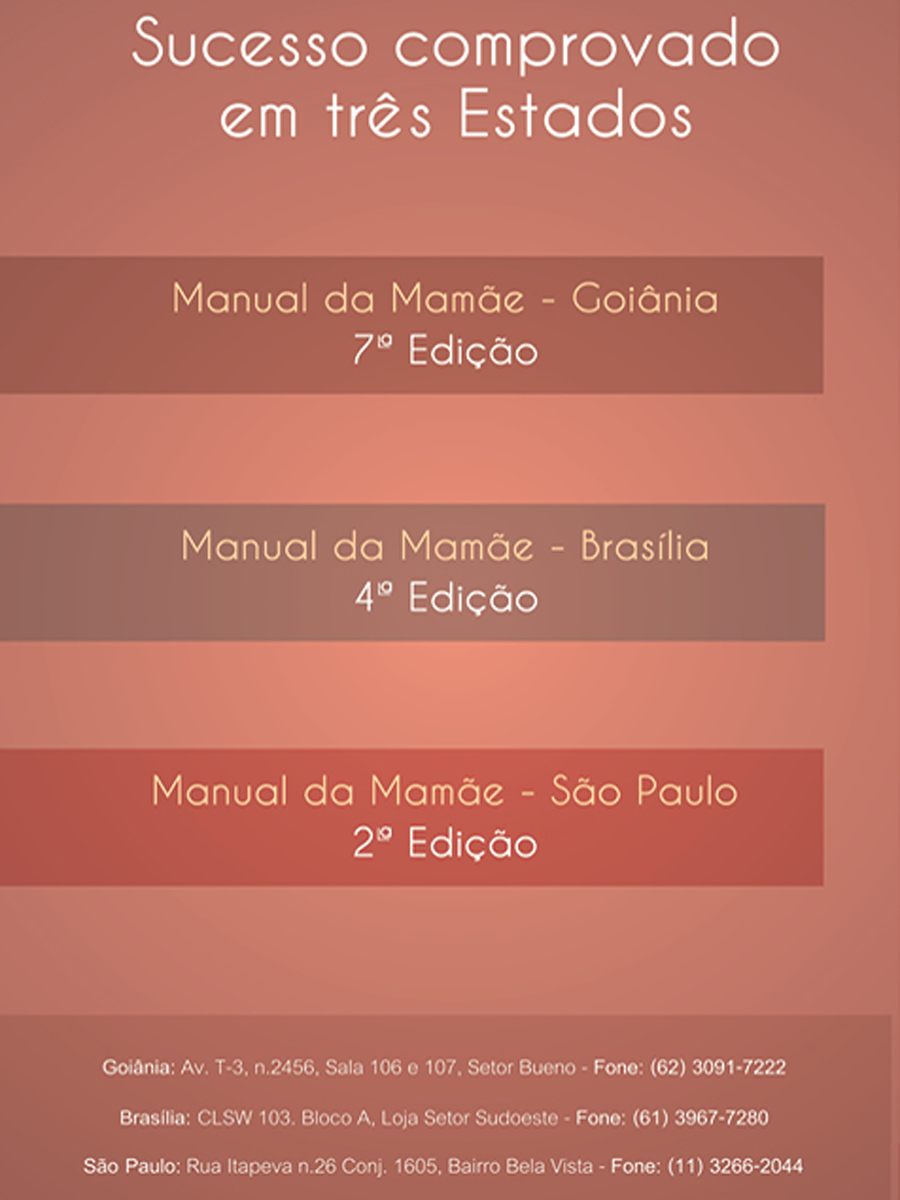 Sucesso comprovado
em três Estados
Manual da Mamãe - Goiânia
7ª Edição
Manual da Mamãe - Brasília
4ª Edição
Manual da Mamãe - São Paulo
2ª Edição
Goiânia: Av. T-3, n.2456, Sala 106 e 107, Setor Bueno - Fone: (62) 3091-7222
Brasília: CLSW 103. Bloco A, Loja Setor Sudoeste - Fone: (61) 3967-7280
São Paulo: Rua Itapeva n.26 Conj. 1605, Bairro Bela Vista - Fone: (11) 3266-2044